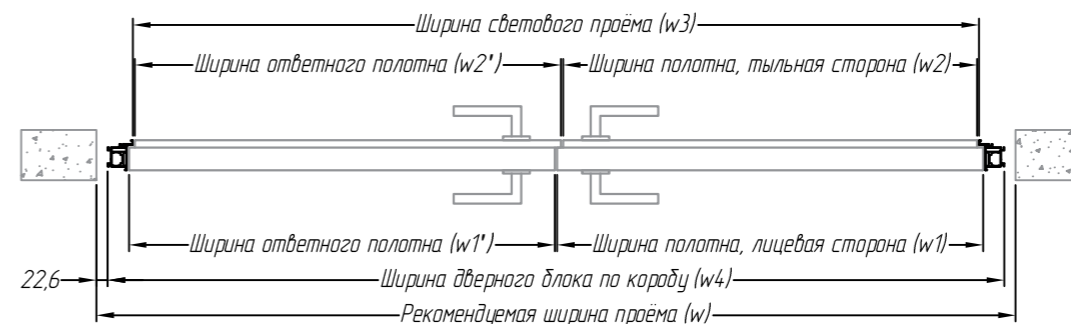 Ширина светового проёма (w3)
Ширина ответного полотна (w2')
Ширина полотна, тыльная сторона (w2)
Ширина ответного полотна (w1')
Ширина полотна, лицевая сторона (w1)
22,6
Ширина дверного блока по коробу (w4)
Рекомендуемая ширина проёма (w)